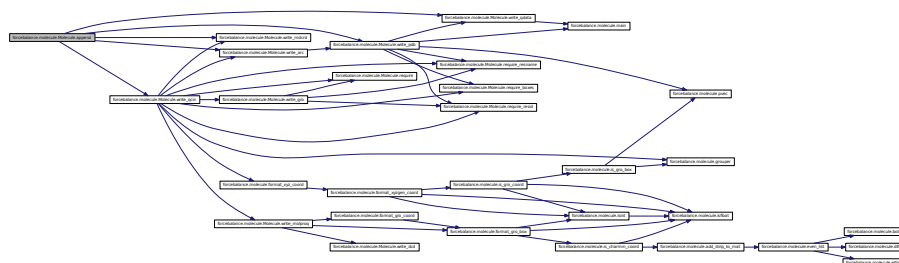 forcebalance.molecule.Molecule.append
forcebalance.molecule.Molecule.write_qdata
forcebalance.molecule.main
forcebalance.molecule.Molecule.write_mdcrd
forcebalance.molecule.Molecule.write_arc
forcebalance.molecule.Molecule.write_pdb
forcebalance.molecule.Molecule.require_resname
forcebalance.molecule.Molecule.require
forcebalance.molecule.Molecule.require_boxes
forcebalance.molecule.pvec
forcebalance.molecule.Molecule.write_qcin
forcebalance.molecule.Molecule.write_gro
forcebalance.molecule.Molecule.require_resid
forcebalance.molecule.grouper
forcebalance.molecule.is_gro_box
forcebalance.molecule.format_xyz_coord
forcebalance.molecule.is_gro_coord
forcebalance.molecule.format_xyzgen_coord
forcebalance.molecule.format_gro_coord
forcebalance.molecule.isint
forcebalance.molecule.isfloat
forcebalance.molecule.Molecule.write_molproq
forcebalance.molecule.format_gro_box
forcebalance.molecule.Molecule.write_dcd
forcebalance.molecule.is_charmm_coord
forcebalance.molecule.add_strip_to_mat
forcebalance.molecule.even_list